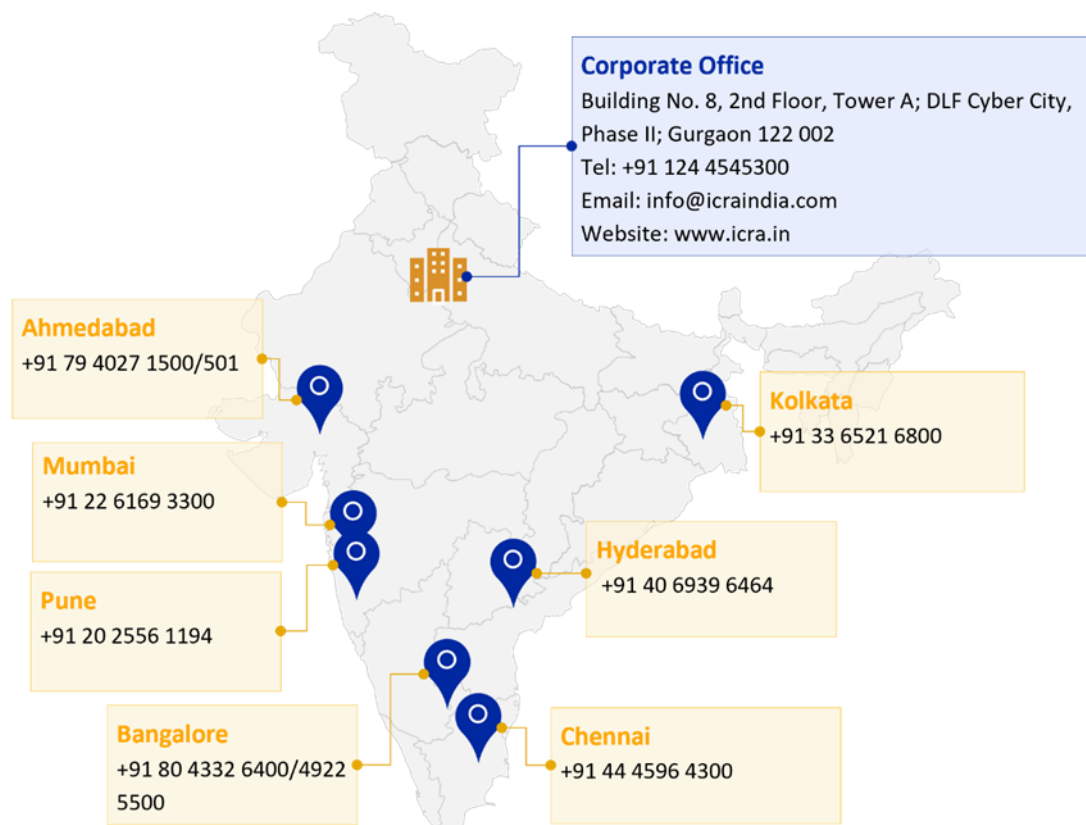 Corporate Office
Building No. 8, 2nd Floor, Tower A; DLF Cyber City,
Phase II; Gurgaon 122 002
Tel: +91 124 4545300
Email: info@icraindia.com
Website: www.icra.in
Ahmedabad
+91 79 4027 1500/501
Kolkata
+91 33 6521 6800
Mumbai
+91 22 6169 3300
Hyderabad
+91 40 6939 6464
Pune
+91 20 2556 1194
Bangalore
+91 80 4332 6400/4922
5500
Chennai
+91 44 4596 4300